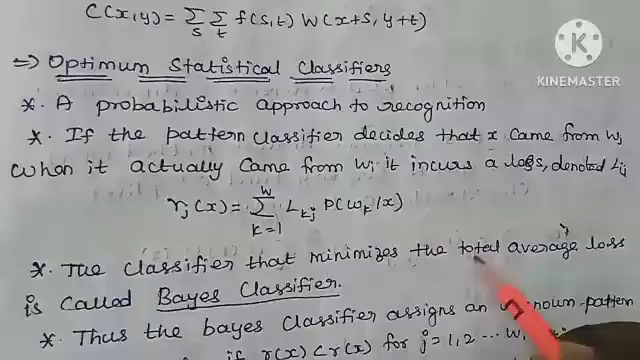 C(x,y) = Σ Σ f(s,t) W(x+s, y+t)
s t
=> Optimum Statistical Classifiers
KINEMASTER
* A probabilistic approach to recognition
* If the pattern classifier decides that x came from Wj
when it actually came from Wi it incurs a loss, denoted Lij
rj(x) = Σ Lkj P(ωk/x)
W
k=1
* The classifier that minimizes the total average loss
is called Bayes Classifier.
* Thus the bayes classifier assigns an unknown pattern
if r(x) < r(x) for j=1,2 ... W,